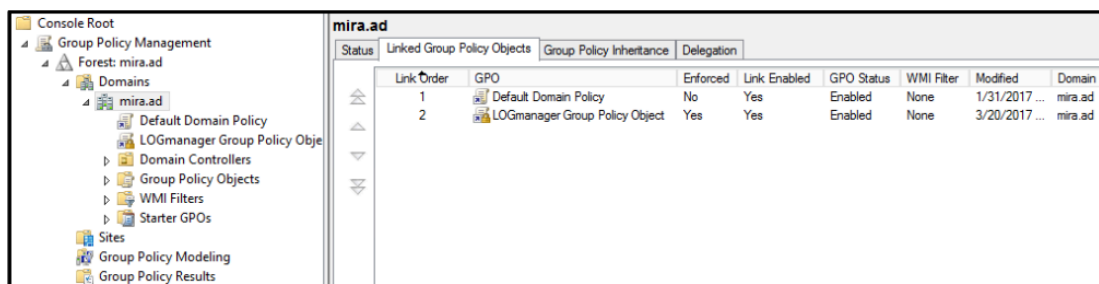 Console Root
Group Policy Management
Forest: mira.ad
Domains
mira.ad
Default Domain Policy
LOGmanager Group Policy Obje
Domain Controllers
Group Policy Objects
WMI Filters
Starter GPOs
Sites
Group Policy Modeling
Group Policy Results
mira.ad
Status Linked Group Policy Objects Group Policy Inheritance Delegation
Link Order GPO Enforced Link Enabled GPO Status WMI Filter Modified Domain
1 Default Domain Policy No Yes Enabled None 1/31/2017 ... mira.ad
2 LOGmanager Group Policy Object Yes Yes Enabled None 3/20/2017 ... mira.ad